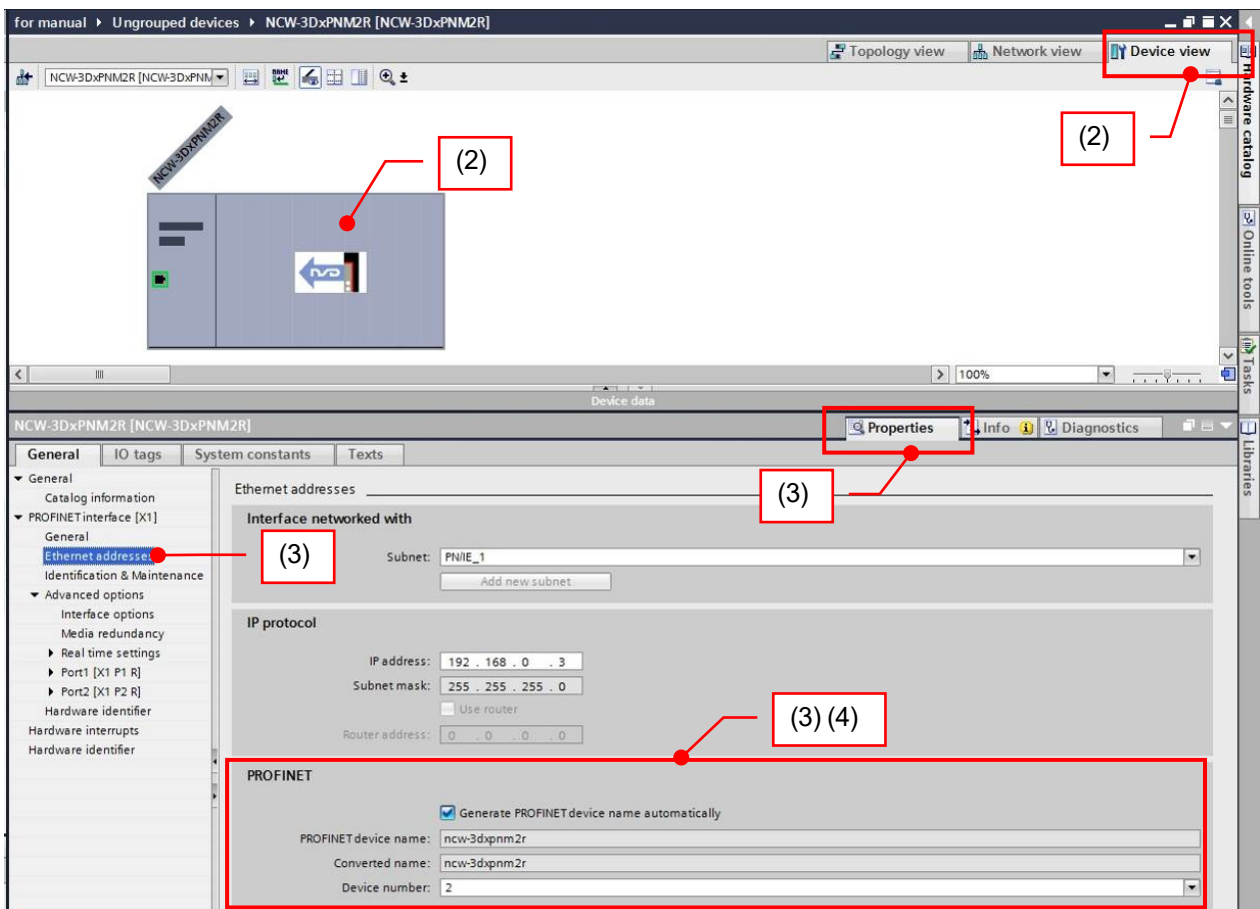 for manual ▸ Ungrouped devices ▸ NCW-3DxPNM2R [NCW-3DxPNM2R]
Topology view Network view Device view
NCW-3DxPNM2R [NCW-3DxPNM
(2)
NCW-3DxPNM2R
(2)
100%
Device data
NCW-3DxPNM2R [NCW-3DxPNM2R]
Properties Info Diagnostics
General IO tags System constants Texts
(3)
General
Catalog information
PROFINET interface [X1]
General
Ethernet addresses
Identification & Maintenance
Advanced options
Interface options
Media redundancy
Real time settings
Port1 [X1 P1 R]
Port2 [X1 P2 R]
Hardware identifier
Hardware interrupts
Hardware identifier
(3)
Ethernet addresses
Interface networked with
Subnet: PN/IE_1
Add new subnet
IP protocol
IP address: 192 . 168 . 0 . 3
Subnet mask: 255 . 255 . 255 . 0
Use router
Router address: 0 . 0 . 0 . 0
(3) (4)
PROFINET
Generate PROFINET device name automatically
PROFINET device name: ncw-3dxpnm2r
Converted name: ncw-3dxpnm2r
Device number: 2
Hardware catalog
Online tools
Tasks
Libraries